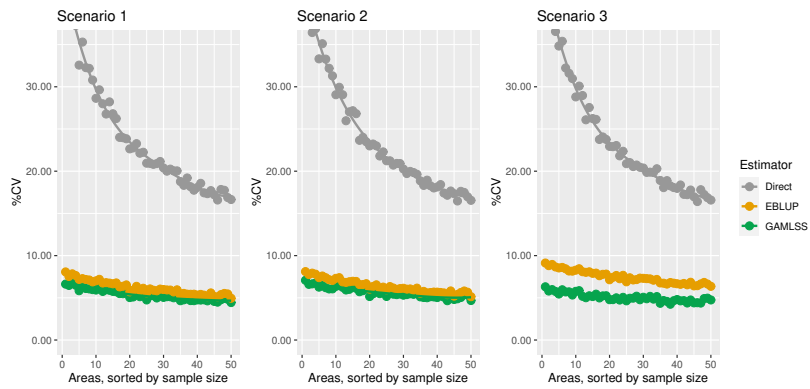 Scenario 1
Scenario 2
Scenario 3
%CV
30.00
20.00
10.00
0.00
0 10 20 30 40 50
Areas, sorted by sample size
%CV
30.00
20.00
10.00
0.00
0 10 20 30 40 50
Areas, sorted by sample size
%CV
30.00
20.00
10.00
0.00
0 10 20 30 40 50
Areas, sorted by sample size
Estimator
Direct
EBLUP
GAMLSS